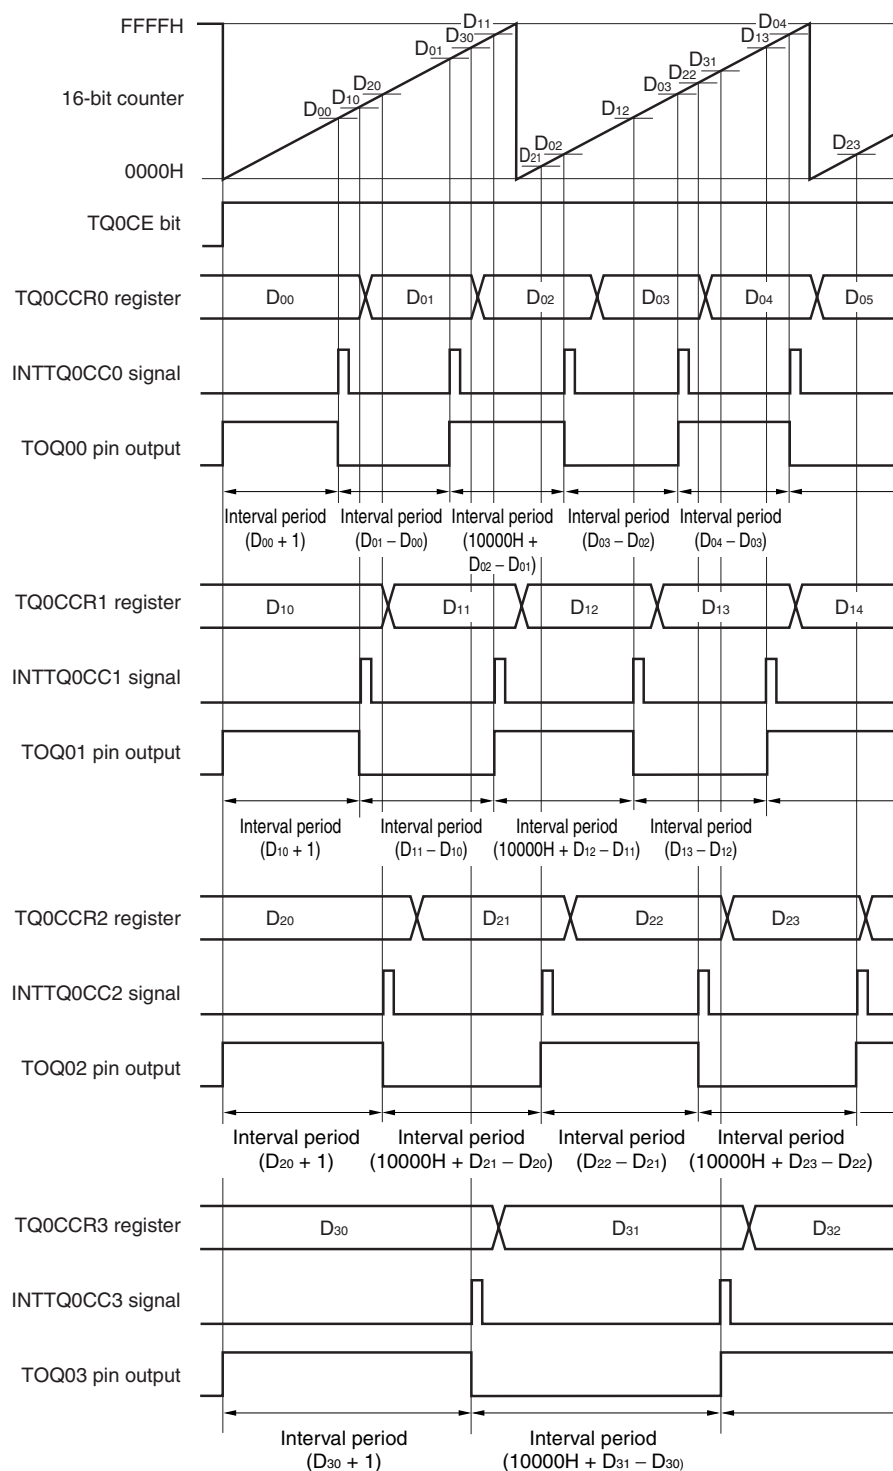 FFFFH
16-bit counter
0000H
D00 D10 D20 D01 D30 D11 D21 D02 D12 D03 D22 D31 D13 D04 D23
TQ0CE bit
TQ0CCR0 register D00 D01 D02 D03 D04 D05
INTTQ0CC0 signal
TOQ00 pin output
Interval period (D00 + 1)
Interval period (D01 – D00)
Interval period (10000H + D02 – D01)
Interval period (D03 – D02)
Interval period (D04 – D03)
TQ0CCR1 register D10 D11 D12 D13 D14
INTTQ0CC1 signal
TOQ01 pin output
Interval period (D10 + 1)
Interval period (D11 – D10)
Interval period (10000H + D12 – D11)
Interval period (D13 – D12)
TQ0CCR2 register D20 D21 D22 D23
INTTQ0CC2 signal
TOQ02 pin output
Interval period (D20 + 1)
Interval period (10000H + D21 – D20)
Interval period (D22 – D21)
Interval period (10000H + D23 – D22)
TQ0CCR3 register D30 D31 D32
INTTQ0CC3 signal
TOQ03 pin output
Interval period (D30 + 1)
Interval period (10000H + D31 – D30)